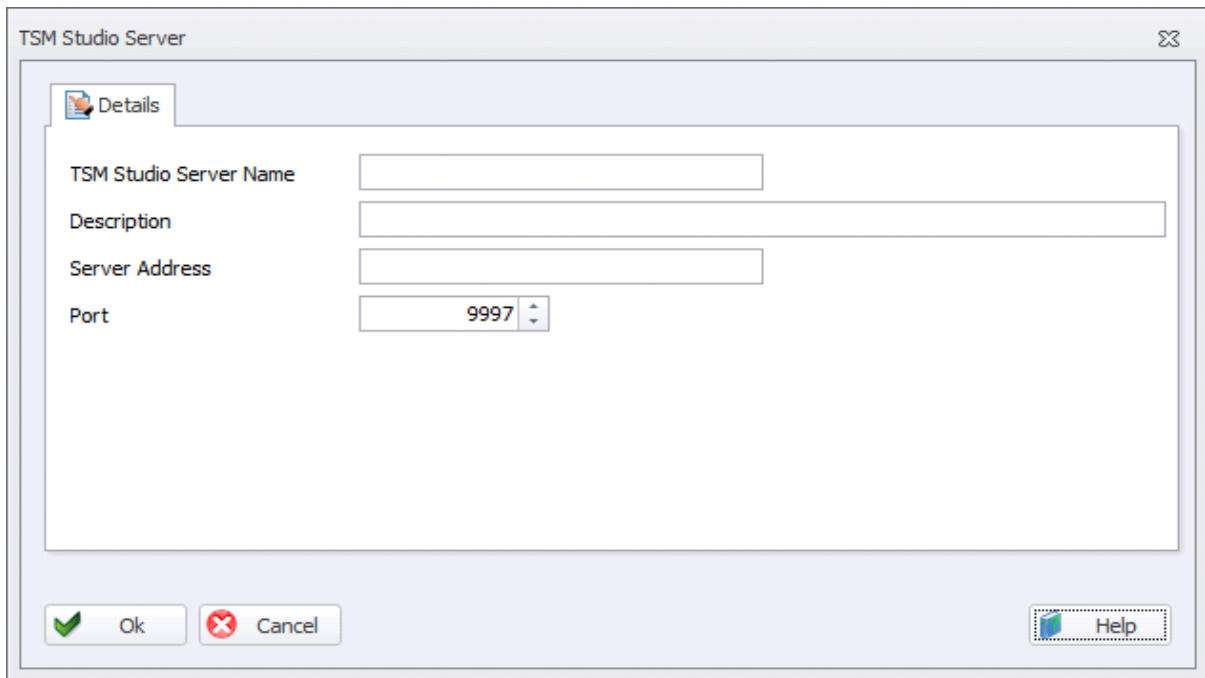 TSM Studio Server
Details
TSM Studio Server Name
Description
Server Address
Port 9997
Ok Cancel Help